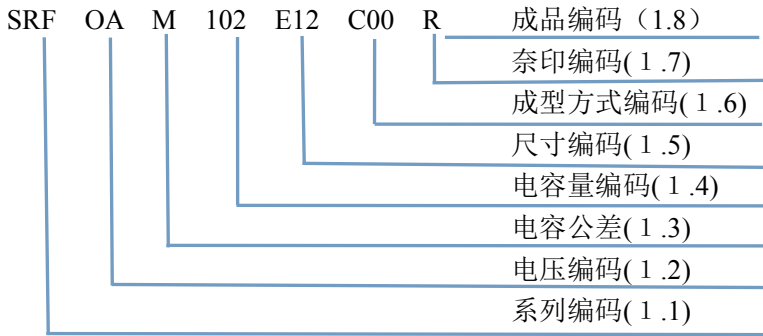 SRF OA M 102 E12 C00 R 成品编码（1.8）
奈印编码(１.7)
成型方式编码(１.6)
尺寸编码(１.5)
电容量编码(１.4)
电容公差(１.3)
电压编码(１.2)
系列编码(１.1)